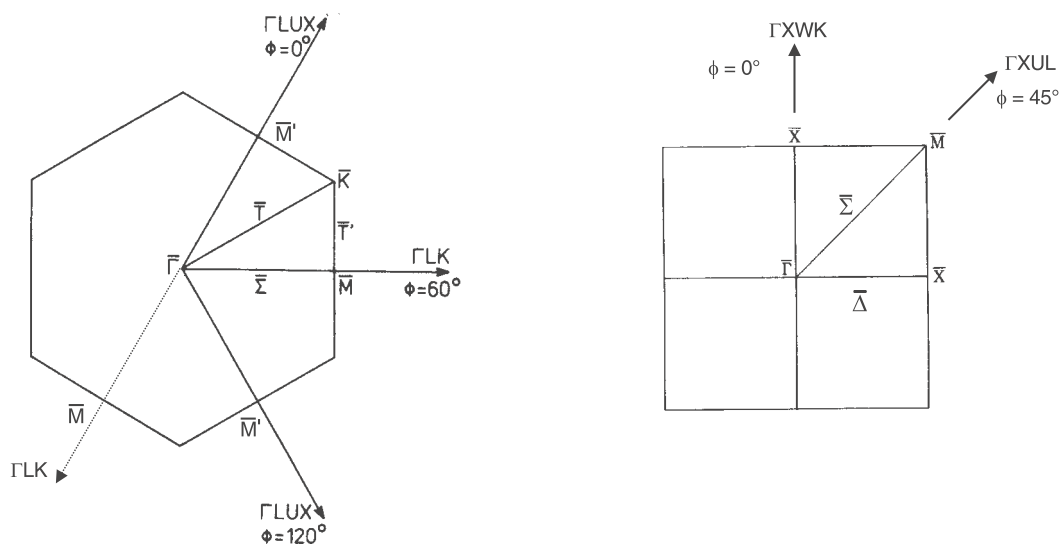 ΓLUX
ϕ=0°
M̅'
K̅
T̅
T̅'
Γ̅
ΓLK
Σ̅
M̅
ϕ=60°
M̅
M̅'
ΓLK
ΓLUX
ϕ=120°
ΓXWK
ϕ = 0°
ΓXUL
ϕ = 45°
X̅
M̅
Σ̅
Γ̅
X̅
Δ̅